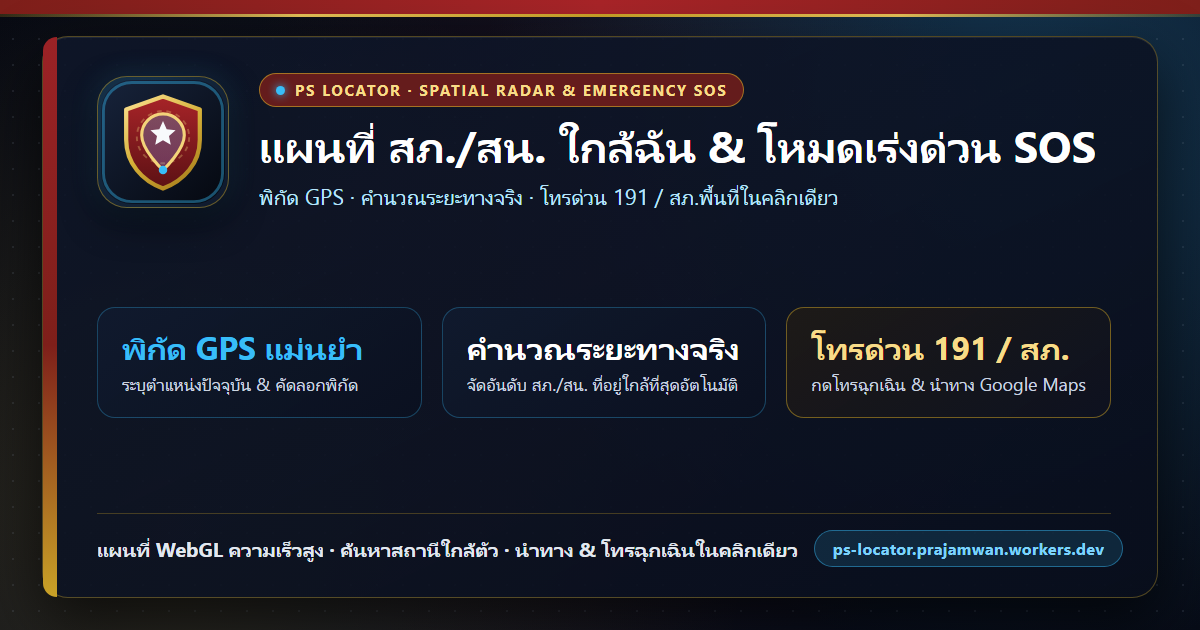 PS LOCATOR · SPATIAL RADAR & EMERGENCY SOS
แผนที่ สภ./สน. ใกล้ฉัน & โหมดเร่งด่วน SOS
พิกัด GPS · คำนวณระยะทางจริง · โทรด่วน 191 / สภ.พื้นที่ในคลิกเดียว
พิกัด GPS แม่นยำ
ระบุตำแหน่งปัจจุบัน & คัดลอกพิกัด
คำนวณระยะทางจริง
จัดอันดับ สภ./สน. ที่อยู่ใกล้ที่สุดอัตโนมัติ
โทรด่วน 191 / สภ.
กดโทรฉุกเฉิน & นำทาง Google Maps
แผนที่ WebGL ความเร็วสูง · ค้นหาสถานีใกล้ตัว · นำทาง & โทรฉุกเฉินในคลิกเดียว
ps-locator.prajamwan.workers.dev